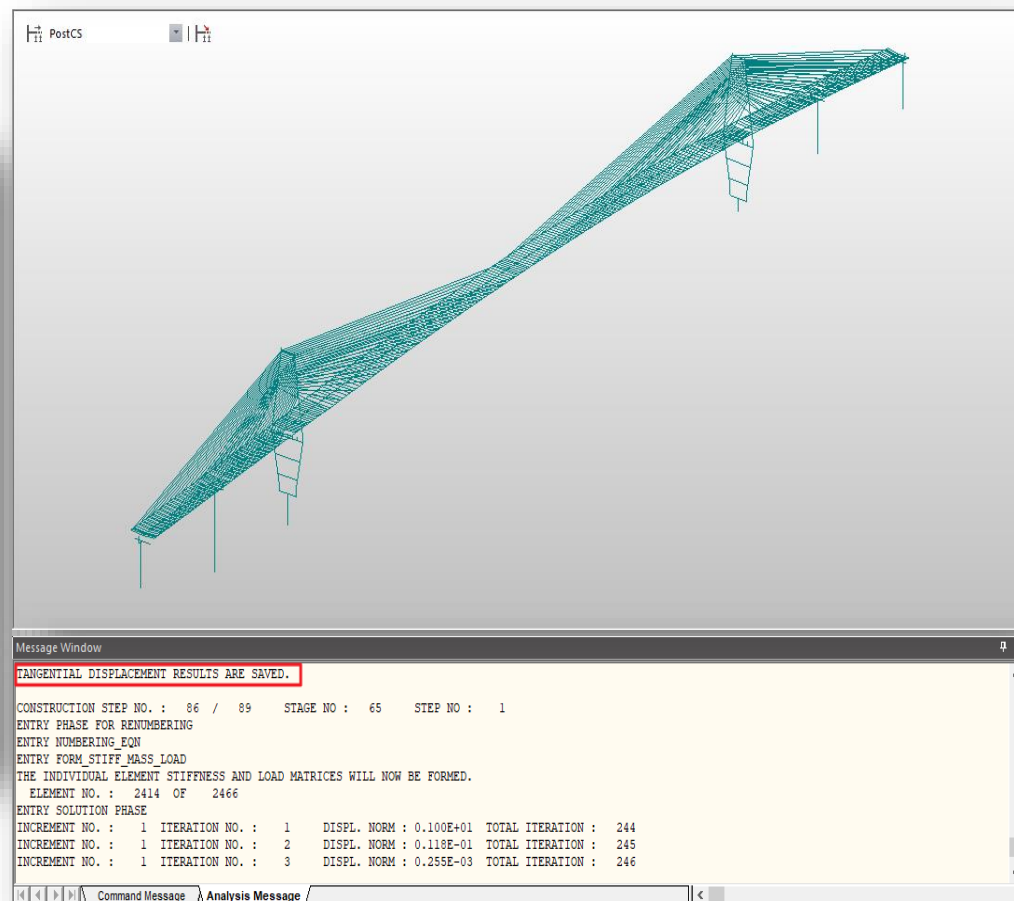 PostCS
Message Window
TANGENTIAL DISPLACEMENT RESULTS ARE SAVED.
CONSTRUCTION STEP NO. : 86 / 89 STAGE NO : 65 STEP NO : 1
ENTRY PHASE FOR RENUMBERING
ENTRY NUMBERING_EQN
ENTRY FORM_STIFF_MASS_LOAD
THE INDIVIDUAL ELEMENT STIFFNESS AND LOAD MATRICES WILL NOW BE FORMED.
ELEMENT NO. : 2414 OF 2466
ENTRY SOLUTION PHASE
INCREMENT NO. : 1 ITERATION NO. : 1 DISPL. NORM : 0.100E+01 TOTAL ITERATION : 244
INCREMENT NO. : 1 ITERATION NO. : 2 DISPL. NORM : 0.118E-01 TOTAL ITERATION : 245
INCREMENT NO. : 1 ITERATION NO. : 3 DISPL. NORM : 0.255E-03 TOTAL ITERATION : 246
Command Message Analysis Message